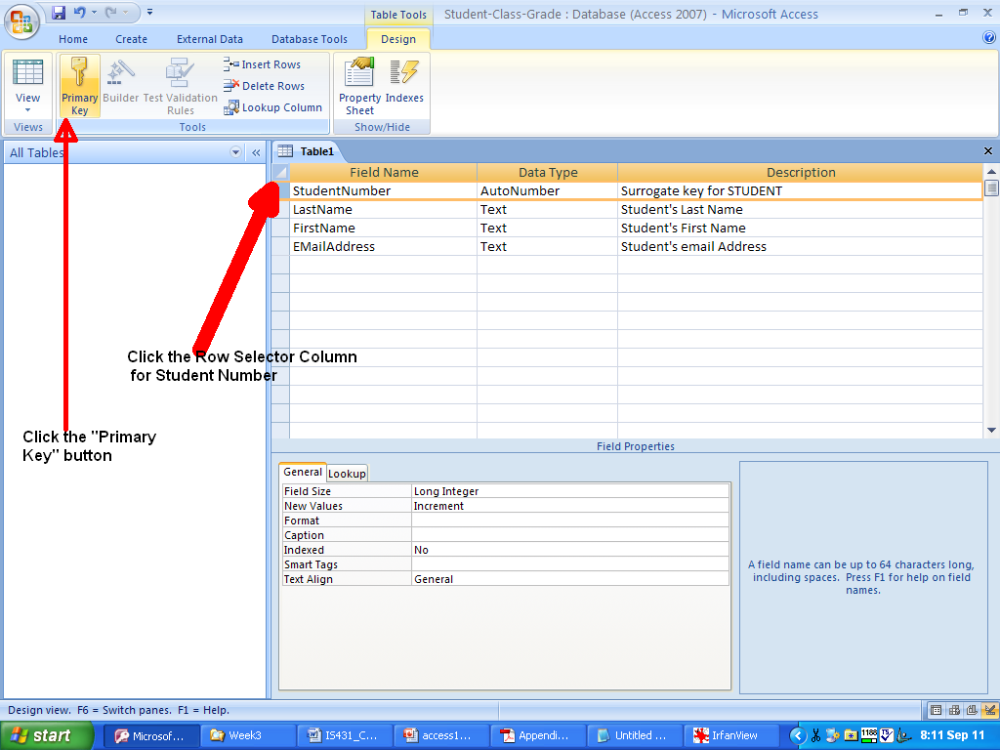 Table Tools Student-Class-Grade : Database (Access 2007) - Microsoft Access
Home Create External Data Database Tools Design
View
Primary Key
Builder
Test Validation Rules
Insert Rows
Delete Rows
Lookup Column
Property Sheet
Indexes
Views Tools Show/Hide
All Tables
Table1
Field Name Data Type Description
StudentNumber AutoNumber Surrogate key for STUDENT
LastName Text Student's Last Name
FirstName Text Student's First Name
EMailAddress Text Student's email Address
Click the Row Selector Column
for Student Number
Click the "Primary
Key" button
Field Properties
General Lookup
Field Size Long Integer
New Values Increment
Format
Caption
Indexed No
Smart Tags
Text Align General
A field name can be up to 64 characters long,
including spaces. Press F1 for help on field
names.
Design view. F6 = Switch panes. F1 = Help.
start Microsof... Week3 IS431_C... access1... Appendi... Untitled ... IrfanView 1188 8:11 Sep 11